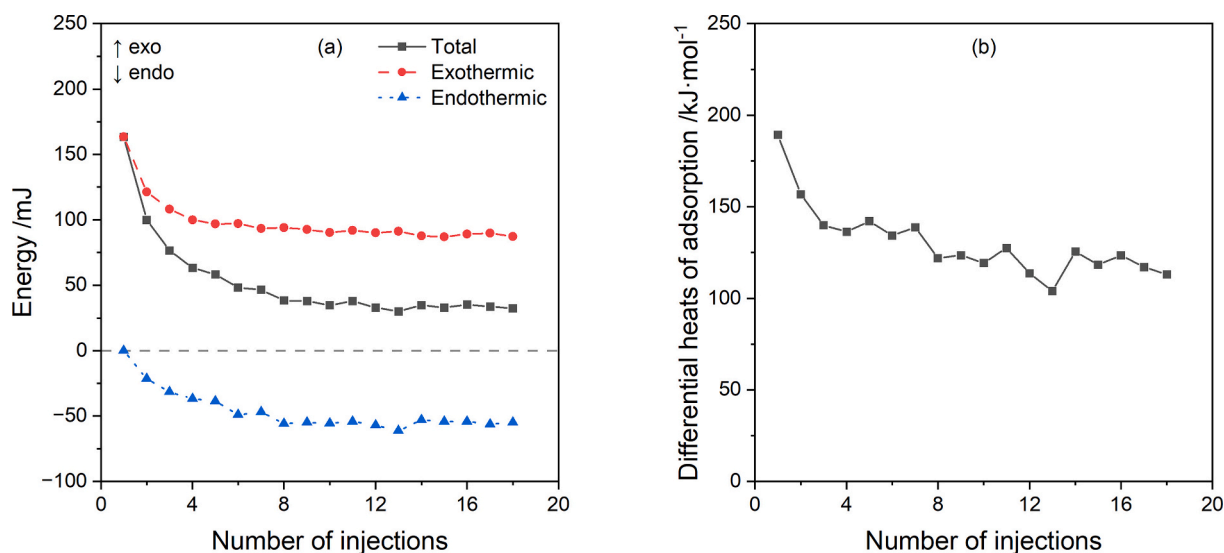 250
200
150
100
50
0
−50
−100
Energy /mJ
↑ exo
↓ endo
(a)
Total
Exothermic
Endothermic
0
4
8
12
16
20
Number of injections
250
200
150
100
50
0
Differential heats of adsorption /kJ·mol⁻¹
(b)
0
4
8
12
16
20
Number of injections